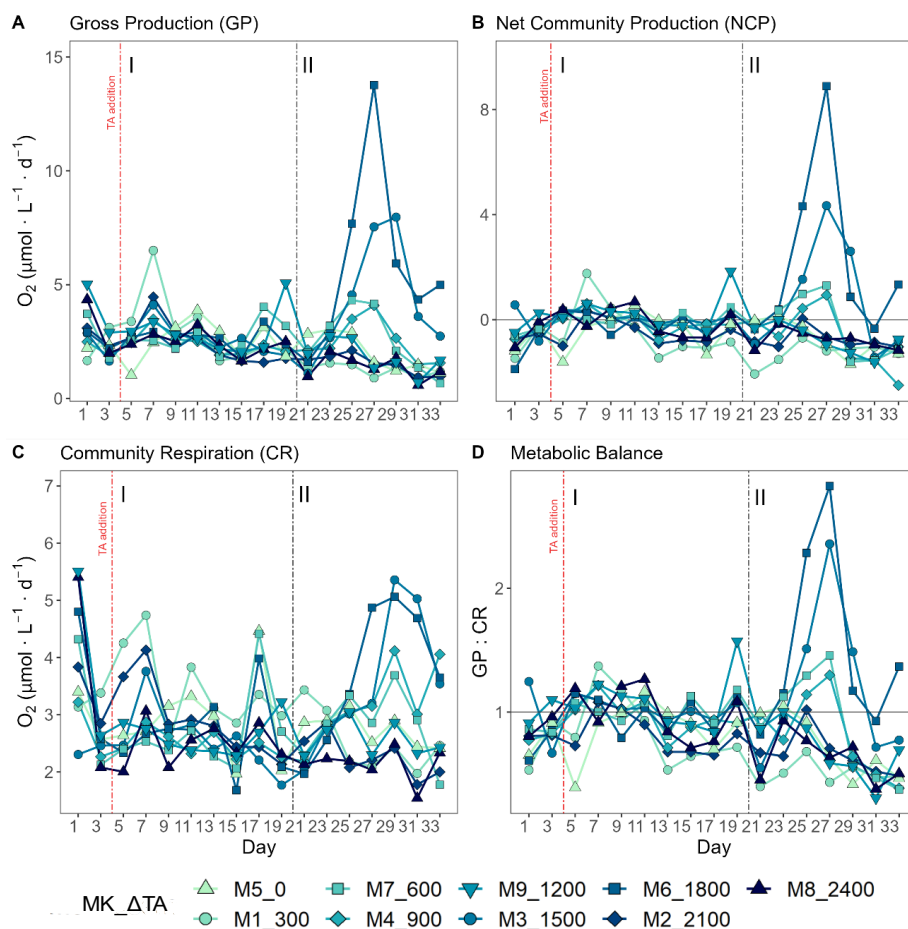 A Gross Production (GP)
B Net Community Production (NCP)
15
10
5
0
O₂ (μmol · L⁻¹ · d⁻¹)
TA addition
I
II
1 3 5 7 9 11 13 15 17 19 21 23 25 27 29 31 33
8
4
0
TA addition
I
II
1 3 5 7 9 11 13 15 17 19 21 23 25 27 29 31 33
C Community Respiration (CR)
D Metabolic Balance
7
6
5
4
3
2
O₂ (μmol · L⁻¹ · d⁻¹)
TA addition
I
II
1 3 5 7 9 11 13 15 17 19 21 23 25 27 29 31 33
Day
2
1
GP : CR
TA addition
I
II
1 3 5 7 9 11 13 15 17 19 21 23 25 27 29 31 33
Day
MK_ΔTA
M5_0 M7_600 M9_1200 M6_1800 M8_2400
M1_300 M4_900 M3_1500 M2_2100